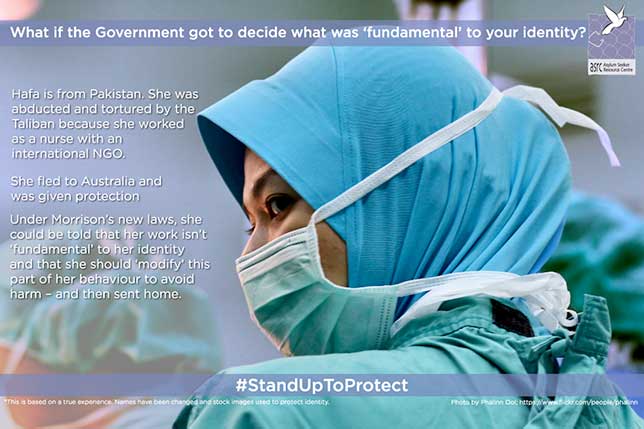 What if the Government got to decide what was ‘fundamental’ to your identity?
asrc Asylum Seeker
Resource Centre
Hafa is from Pakistan. She was
abducted and tortured by the
Taliban because she worked
as a nurse with an
international NGO.
She fled to Australia and
was given protection
Under Morrison’s new laws, she
could be told that her work isn’t
‘fundamental’ to her identity
and that she should ‘modify’ this
part of her behaviour to avoid
harm – and then sent home.
#StandUpToProtect
*This is based on a true experience. Names have been changed and stock images used to protect identity.
Photo by Phalinn Ooi; https://www.flickr.com/people/phalinn